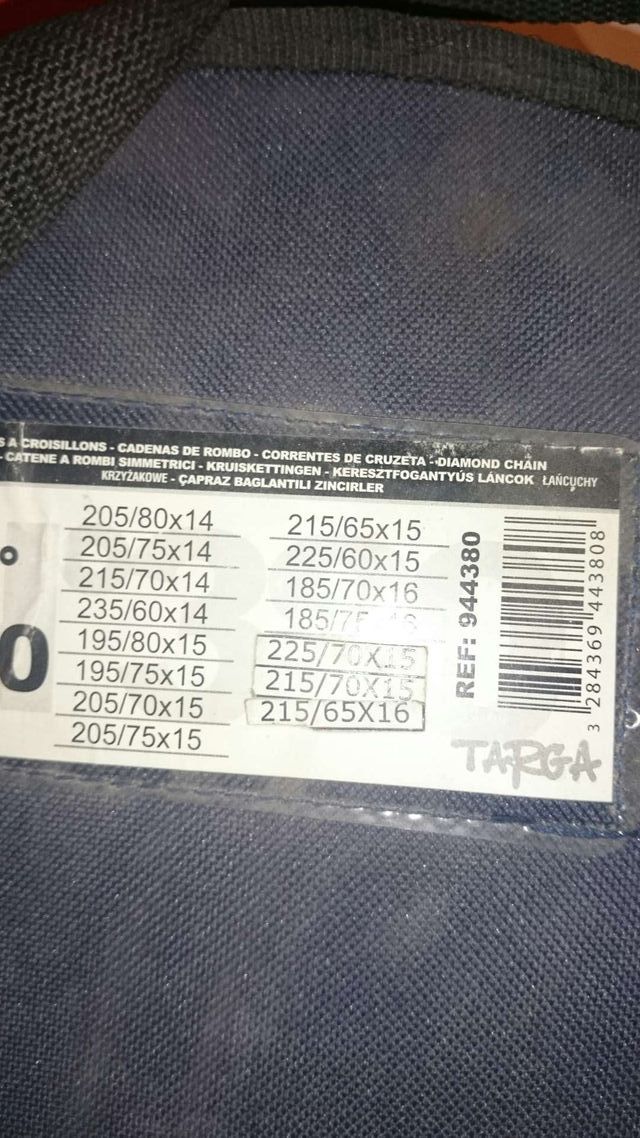 S A CROISILLONS - CADENAS DE ROMBO - CORRENTES DE CRUZETA - DIAMOND CHAIN
- CATENE A ROMBI SIMMETRICI - KRUISKETTINGEN - KERESZTFOGANTYÚS LÁNCOK ŁAŃCUCHY
KRZYŻAKOWE - ÇAPRAZ BAGLANTILI ZINCIRLER
205/80x14
205/75x14
215/70x14
235/60x14
195/80x15
195/75x15
205/70x15
205/75x15
215/65x15
225/60x15
185/70x16
225/70X15
215/70X15
215/65X16
0
REF: 944380
3 284369 443808
TARGA